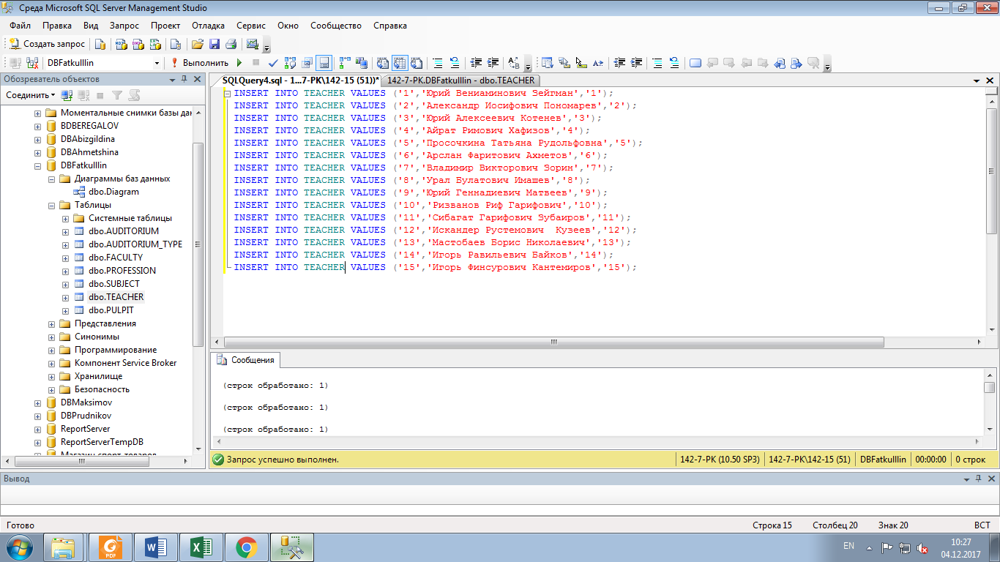 Среда Microsoft SQL Server Management Studio
Файл Правка Вид Запрос Проект Отладка Сервис Окно Сообщество Справка
Создать запрос
DBFatkulllin Выполнить
Обозреватель объектов
Соединить
Моментальные снимки базы дан
BDBEREGALOV
DBAbizgildina
DBAhmetshina
DBFatkulllin
Диаграммы баз данных
dbo.Diagram
Таблицы
Системные таблицы
dbo.AUDITORIUM
dbo.AUDITORIUM_TYPE
dbo.FACULTY
dbo.PROFESSION
dbo.SUBJECT
dbo.TEACHER
dbo.PULPIT
Представления
Синонимы
Программирование
Компонент Service Broker
Хранилище
Безопасность
DBMaksimov
DBPrudnikov
ReportServer
ReportServerTempDB
Магазин спорт-товаров
SQLQuery4.sql - 1...7-PK\142-15 (51))* 142-7-PK.DBFatkulllin - dbo.TEACHER
INSERT INTO TEACHER VALUES ('1','Юрий Вениаминович Зейгман','1');
INSERT INTO TEACHER VALUES ('2','Александр Иосифович Пономарев','2');
INSERT INTO TEACHER VALUES ('3','Юрий Алексеевич Котенев','3');
INSERT INTO TEACHER VALUES ('4','Айрат Римович Хафизов','4');
INSERT INTO TEACHER VALUES ('5','Просочкина Татьяна Рудольфовна','5');
INSERT INTO TEACHER VALUES ('6','Арслан Фаритович Ахметов','6');
INSERT INTO TEACHER VALUES ('7','Владимир Викторович Зорин','7');
INSERT INTO TEACHER VALUES ('8','Урал Булатович Имашев','8');
INSERT INTO TEACHER VALUES ('9','Юрий Геннадиевич Матвеев','9');
INSERT INTO TEACHER VALUES ('10','Ризванов Риф Гарифович','10');
INSERT INTO TEACHER VALUES ('11','Сибагат Гарифович Зубаиров','11');
INSERT INTO TEACHER VALUES ('12','Искандер Рустемович  Кузеев','12');
INSERT INTO TEACHER VALUES ('13','Мастобаев Борис Николаевич','13');
INSERT INTO TEACHER VALUES ('14','Игорь Равильевич Байков','14');
INSERT INTO TEACHER VALUES ('15','Игорь Финсурович Кантемиров','15');
Сообщения
(строк обработано: 1)
(строк обработано: 1)
(строк обработано: 1)
Запрос успешно выполнен. 142-7-PK (10.50 SP3) 142-7-PK\142-15 (51) DBFatkulllin 00:00:00 0 строк
Вывод
Готово Строка 15 Столбец 20 Знак 20 ВСТ
PDF EN 10:27
04.12.2017